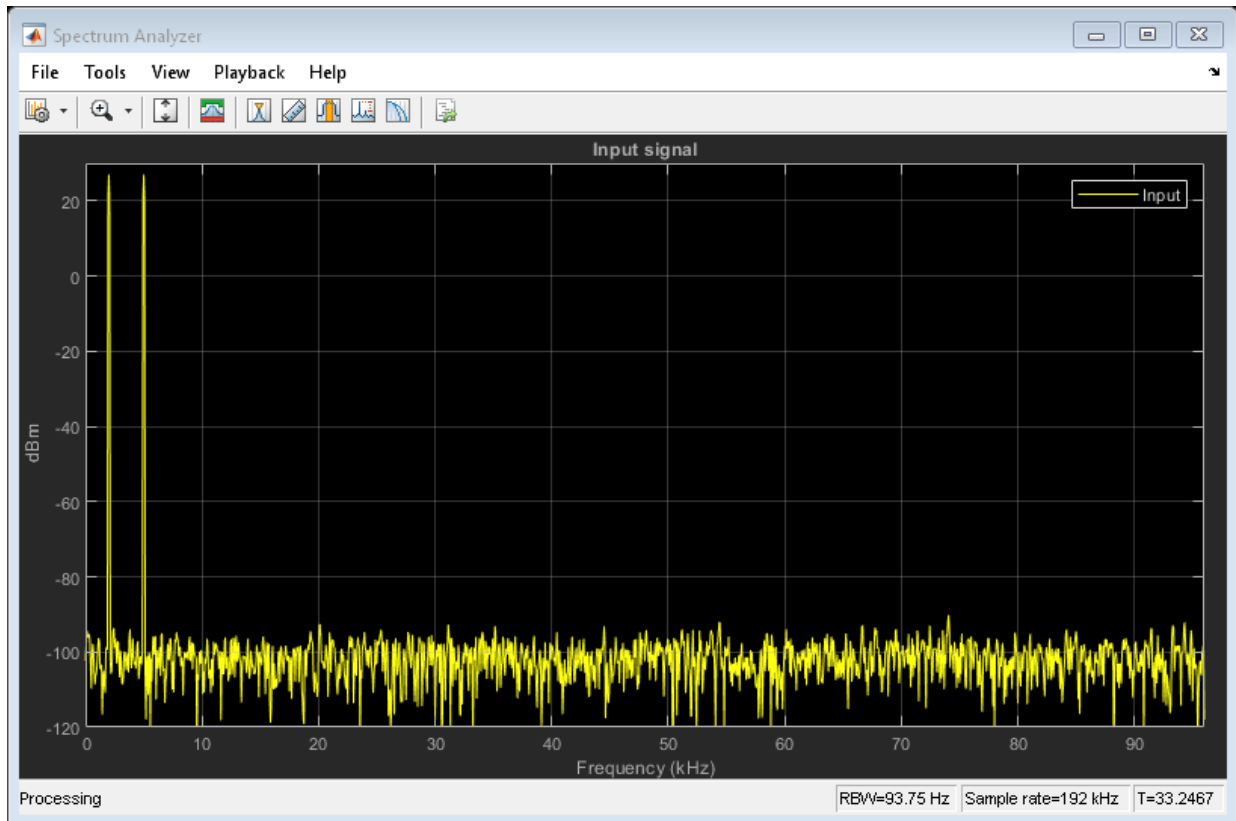 Spectrum Analyzer
File Tools View Playback Help
Input signal
Input
20
0
-20
-40
-60
-80
-100
-120
dBm
0 10 20 30 40 50 60 70 80 90
Frequency (kHz)
Processing RBW=93.75 Hz Sample rate=192 kHz T=33.2467